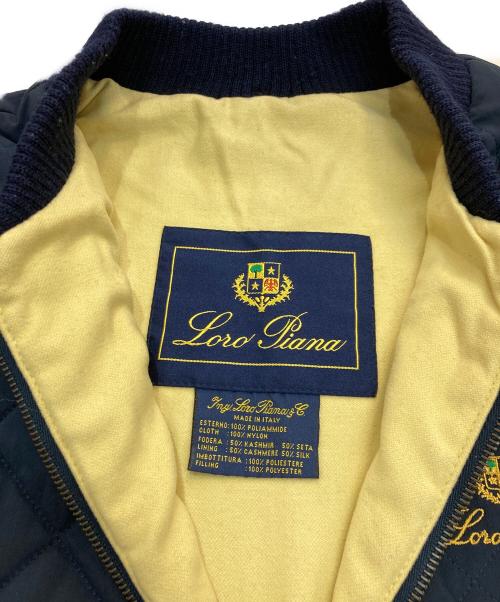 Loro Piana
Ing. Loro Piana & C.
MADE IN ITALY
ESTERNO: 100% POLIAMMIDE
CLOTH : 100% NYLON
FODERA : 50% KASHMIR 50% SETA
LINING : 50% CASHMERE 50% SILK
IMBOTTITURA : 100% POLIESTERE
FILLING : 100% POLYESTER
Loro